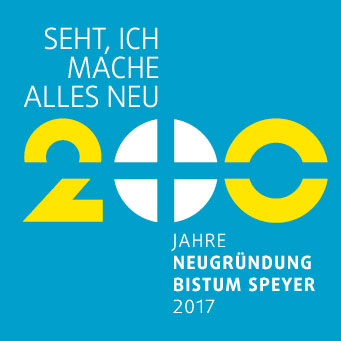 SEHT, ICH
MACHE
ALLES NEU
200
JAHRE
NEUGRÜNDUNG
BISTUM SPEYER
2017